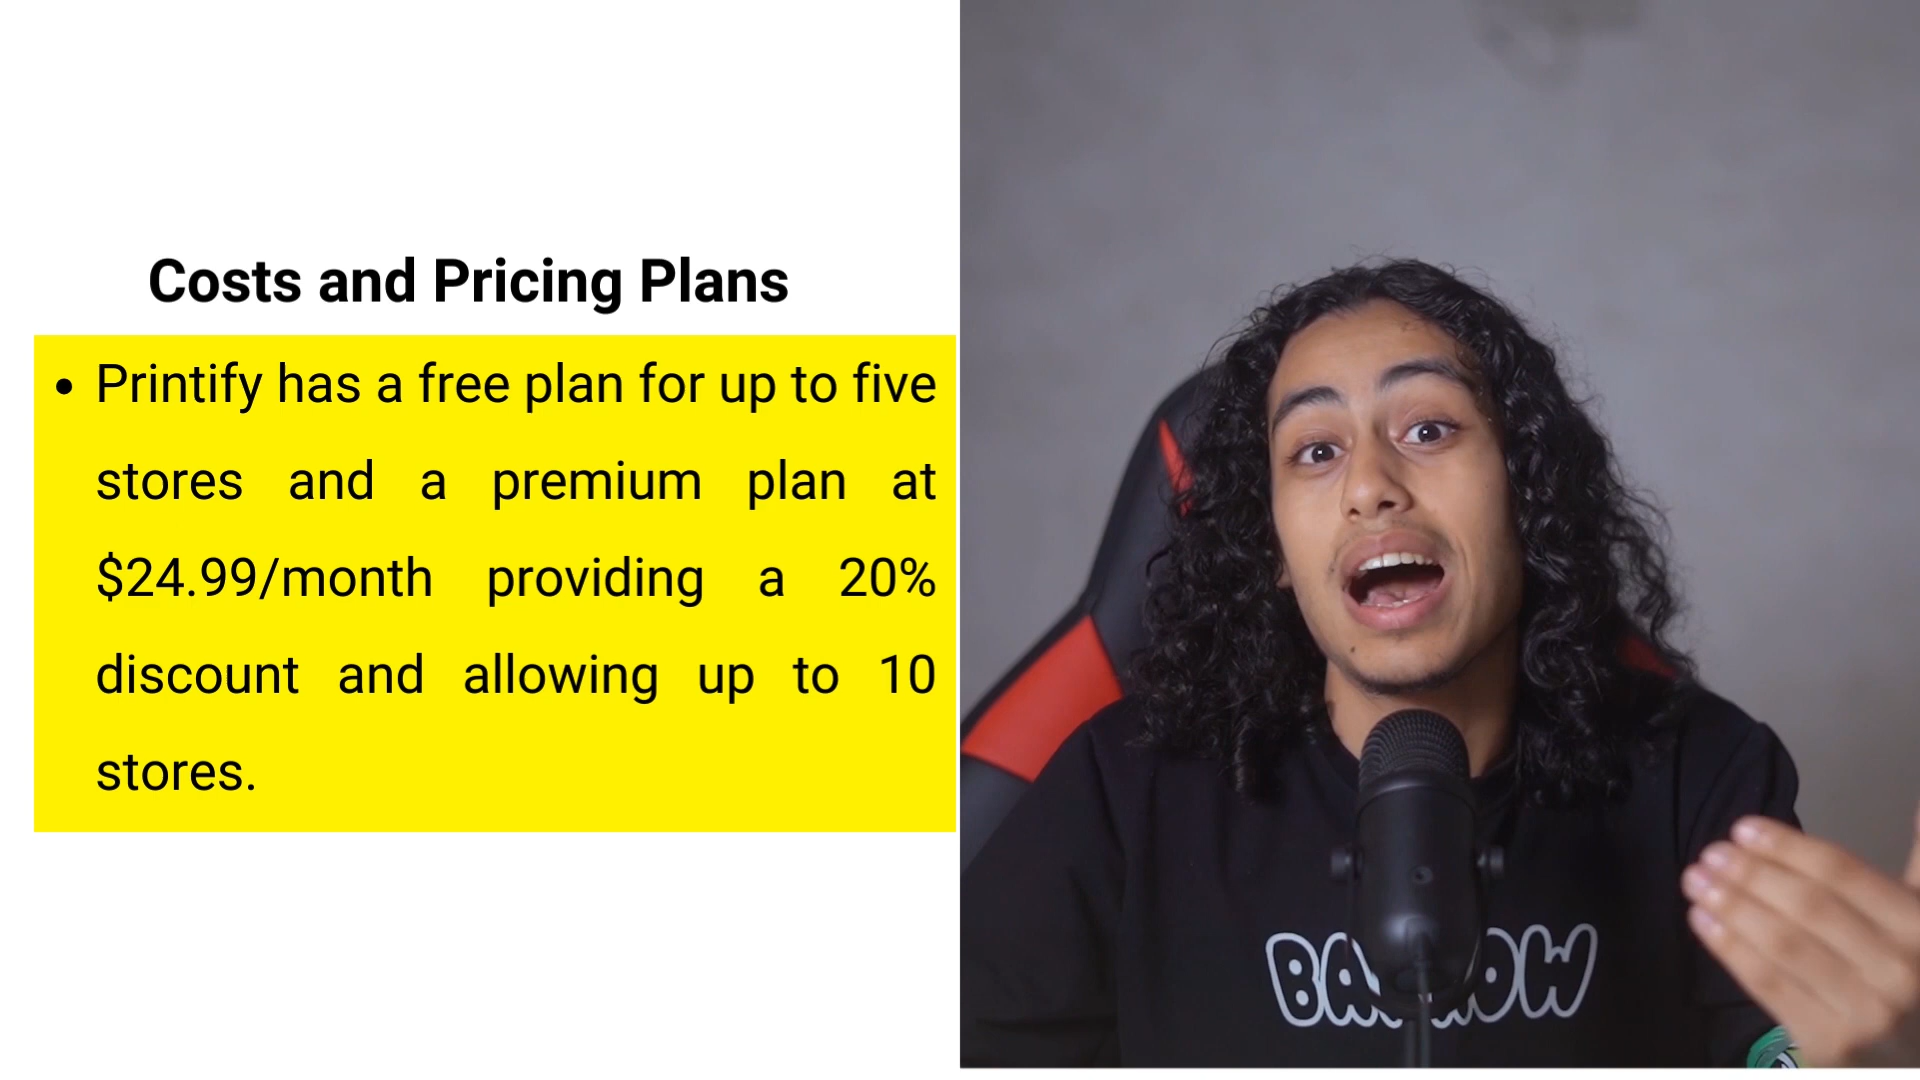 Costs and Pricing Plans
• Printify has a free plan for up to five
stores and a premium plan at
$24.99/month providing a 20%
discount and allowing up to 10
stores.